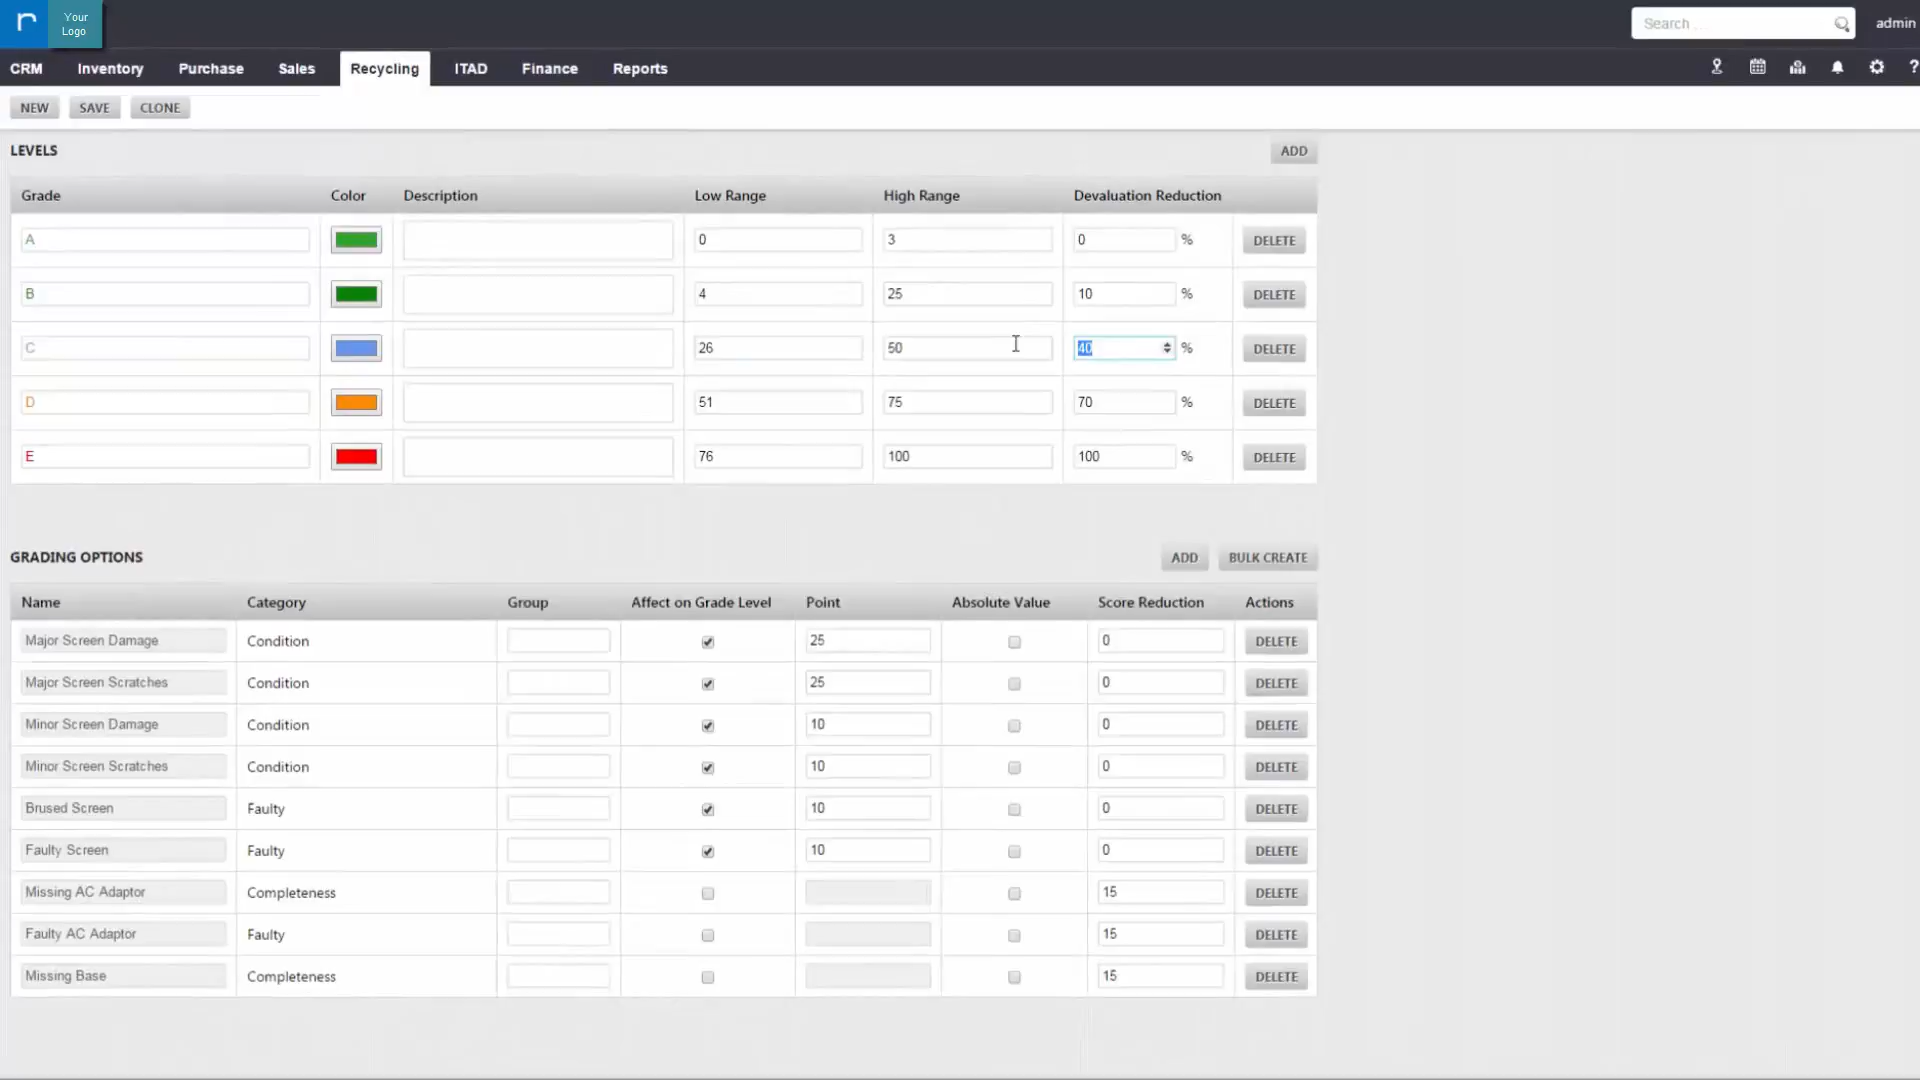 r Your Logo Search . . admin
CRM Inventory Purchase Sales Recycling ITAD Finance Reports ?
NEW SAVE CLONE
LEVELS ADD
Grade Color Description Low Range High Range Devaluation Reduction
A 0 3 0 % DELETE
B 4 25 10 % DELETE
C 26 50 40 % DELETE
D 51 75 70 % DELETE
E 76 100 100 % DELETE
GRADING OPTIONS ADD BULK CREATE
Name Category Group Affect on Grade Level Point Absolute Value Score Reduction Actions
Major Screen Damage Condition 25 0 DELETE
Major Screen Scratches Condition 25 0 DELETE
Minor Screen Damage Condition 10 0 DELETE
Minor Screen Scratches Condition 10 0 DELETE
Brused Screen Faulty 10 0 DELETE
Faulty Screen Faulty 10 0 DELETE
Missing AC Adaptor Completeness 15 DELETE
Faulty AC Adaptor Faulty 15 DELETE
Missing Base Completeness 15 DELETE